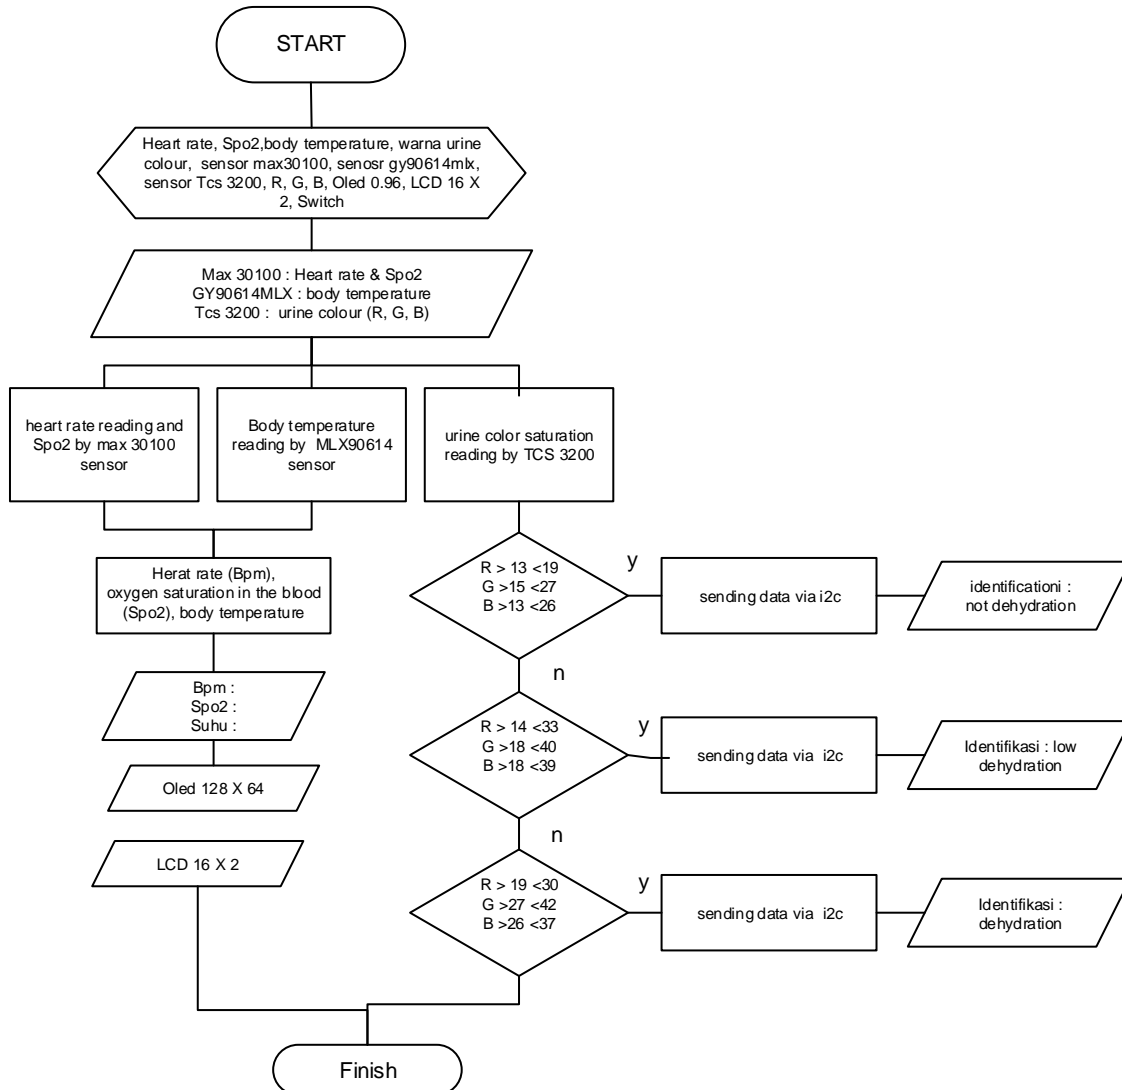 START
Heart rate, Spo2,body temperature, warna urine
colour,  sensor max30100, senosr gy90614mlx,
sensor Tcs 3200, R, G, B, Oled 0.96, LCD 16 X
2, Switch
Max 30100 : Heart rate & Spo2
GY90614MLX : body temperature
Tcs 3200 :  urine colour (R, G, B)
heart rate reading and
Spo2 by max 30100
sensor
Body temperature
reading by  MLX90614
sensor
urine color saturation
reading by TCS 3200
Herat rate (Bpm),
oxygen saturation in the blood
(Spo2), body temperature
Bpm :
Spo2 :
Suhu :
Oled 128 X 64
LCD 16 X 2
R > 13 <19
G >15 <27
B >13 <26
y
sending data via i2c
identificationi :
not dehydration
n
R > 14 <33
G >18 <40
B >18 <39
y
sending data via  i2c
Identifikasi : low
dehydration
n
R > 19 <30
G >27 <42
B >26 <37
y
sending data via  i2c
Identifikasi :
dehydration
Finish